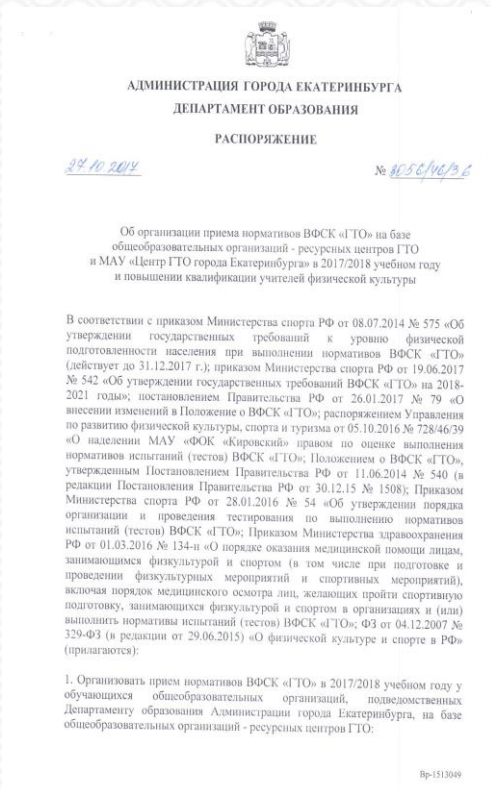 АДМИНИСТРАЦИЯ ГОРОДА ЕКАТЕРИНБУРГА
ДЕПАРТАМЕНТ ОБРАЗОВАНИЯ
РАСПОРЯЖЕНИЕ
27.10.2017 №
Об организации приема нормативов ВФСК «ГТО» на базе
общеобразовательных организаций - ресурсных центров ГТО
и МАУ «Центр ГТО города Екатеринбурга» в 2017/2018 учебном году
и повышении квалификации учителей физической культуры
В соответствии с приказом Министерства спорта РФ от 08.07.2014 № 575 «Об
утверждении государственных требований к уровню физической
подготовленности населения при выполнении нормативов ВФСК «ГТО»
(действует до 31.12.2017 г.); приказом Министерства спорта РФ от 19.06.2017
№ 542 «Об утверждении государственных требований ВФСК «ГТО» на 2018-
2021 годы»; постановлением Правительства РФ от 26.01.2017 № 79 «О
внесении изменений в Положение о ВФСК «ГТО»; распоряжением Управления
по развитию физической культуры, спорта и туризма от 05.10.2016 № 728/46/39
«О наделении МАУ «ФОК «Кировский» правом по оценке выполнения
нормативов испытаний (тестов) ВФСК «ГТО»; Положением о ВФСК «ГТО»,
утвержденным Постановлением Правительства РФ от 11.06.2014 № 540 (в
редакции Постановления Правительства РФ от 30.12.15 № 1508); Приказом
Министерства спорта РФ от 28.01.2016 № 54 «Об утверждении порядка
организации и проведения тестирования по выполнению нормативов
испытаний (тестов) ВФСК «ГТО»; Приказом Министерства здравоохранения
РФ от 01.03.2016 № 134-н «О порядке оказания медицинской помощи лицам,
занимающимся физкультурой и спортом (в том числе при подготовке и
проведении физкультурных мероприятий и спортивных мероприятий),
включая порядок медицинского осмотра лиц, желающих пройти спортивную
подготовку, занимающихся физкультурой и спортом в организациях и (или)
выполнить нормативы испытаний (тестов) ВФСК «ГТО»; ФЗ от 04.12.2007 №
329-ФЗ (в редакции от 29.06.2015) «О физической культуре и спорте в РФ»
(прилагаются):
1. Организовать прием нормативов ВФСК «ГТО» в 2017/2018 учебном году у
обучающихся общеобразовательных организаций, подведомственных
Департаменту образования Администрации города Екатеринбурга, на базе
общеобразовательных организаций - ресурсных центров ГТО:
Вр-1513049